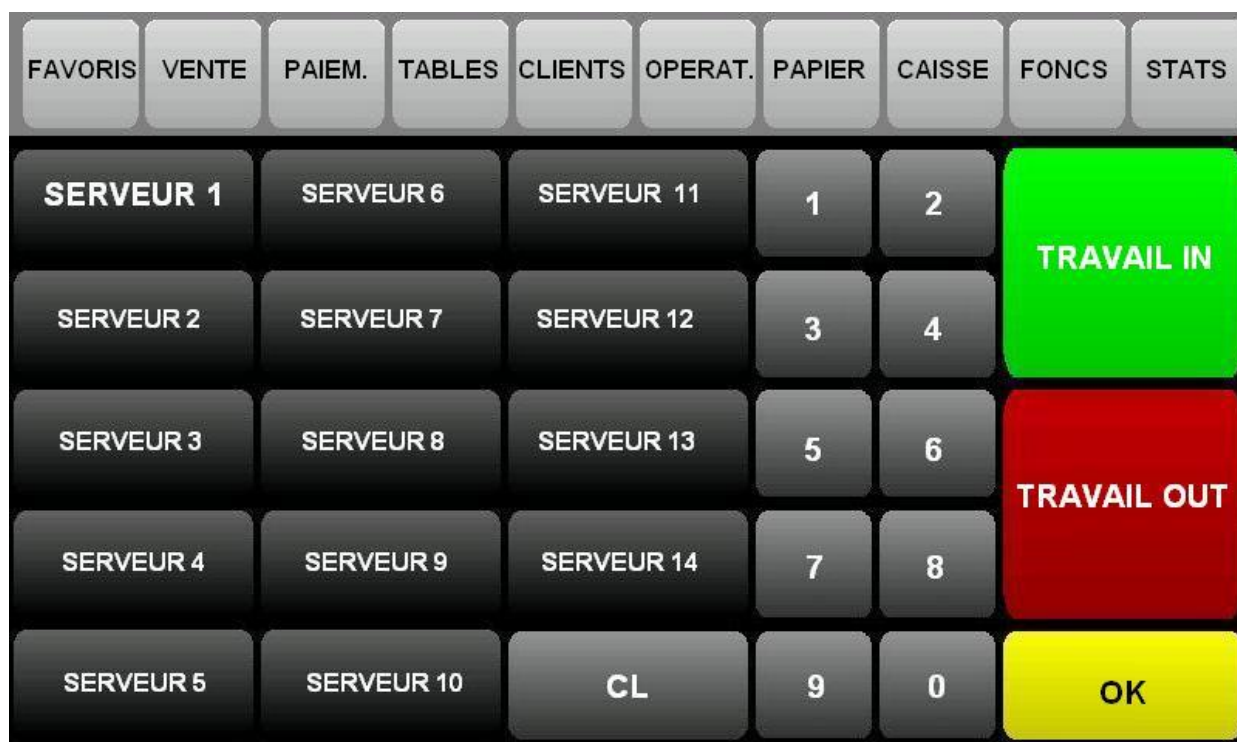 FAVORIS VENTE PAIEM. TABLES CLIENTS OPERAT. PAPIER CAISSE FONCS STATS
SERVEUR 1 SERVEUR 6 SERVEUR 11 1 2
TRAVAIL IN
SERVEUR 2 SERVEUR 7 SERVEUR 12 3 4
SERVEUR 3 SERVEUR 8 SERVEUR 13 5 6
TRAVAIL OUT
SERVEUR 4 SERVEUR 9 SERVEUR 14 7 8
SERVEUR 5 SERVEUR 10 CL 9 0 OK